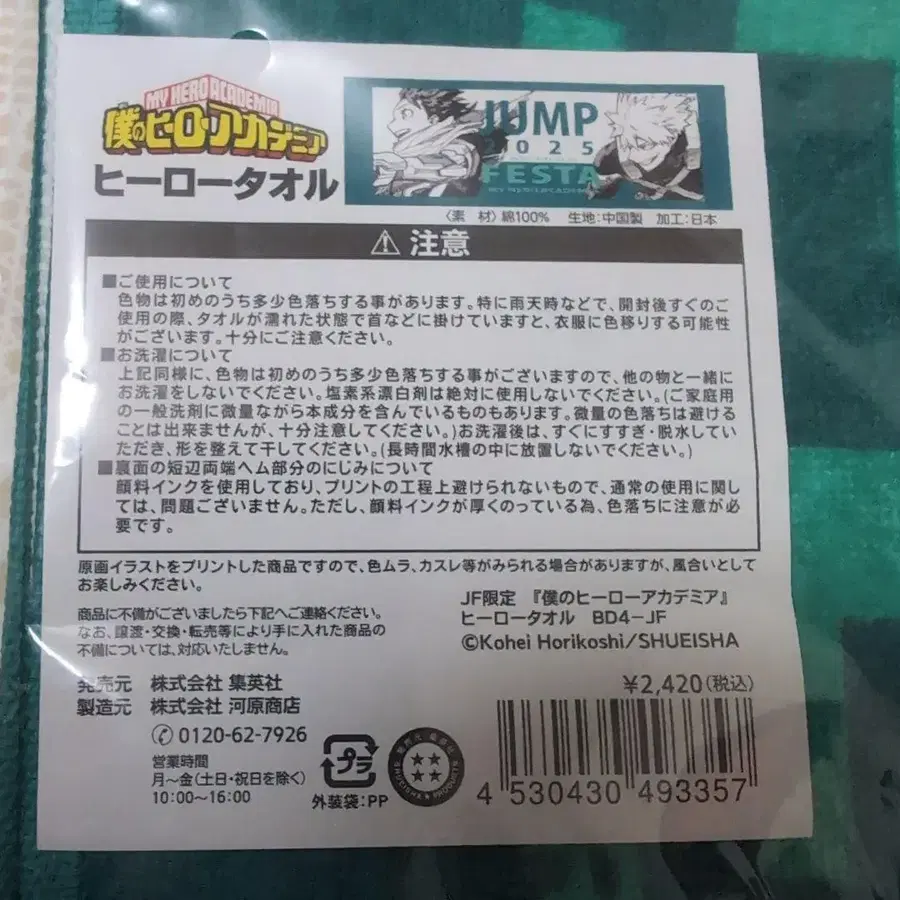 MY HERO ACADEMIA
僕のヒーローアカデミア
ヒーロータオル
JUMP
2025
FESTA
〈素 材〉綿100% 生地:中国製 加工:日本
⚠ 注意
■ご使用について
色物は初めのうち多少色落ちする事があります。特に雨天時などで、開封後すぐのご
使用の際、タオルが濡れた状態で首などに掛けていますと、衣服に色移りする可能性
がございます。十分にご注意ください。
■お洗濯について
上記同様に、色物は初めのうち多少色落ちする事がございますので、他の物と一緒に
お洗濯をしないでください。塩素系漂白剤は絶対に使用しないでください。(ご家庭用
の一般洗剤に微量ながら本成分を含んでいるものもあります。微量の色落ちは避ける
ことは出来ませんが、十分注意してください。)お洗濯後は、すぐにすすぎ・脱水していた
だき、形を整えて干してください。(長時間水槽の中に放置しないでください。)
■裏面の短辺両端ヘム部分のにじみについて
顔料インクを使用しており、プリントの工程上避けられないもので、通常の使用に関し
ては、問題ございません。ただし、顔料インクが厚くのっている為、色落ちに注意が必
要です。
原画イラストをプリントした商品ですので、色ムラ、カスレ等がみられる場合がありますが、風合いとして
お楽しみください。
商品に不備がございましたら下記へご連絡ください。
なお、譲渡・交換・転売等により手に入れた商品の
不備については、対応いたしません。
JF限定 『僕のヒーローアカデミア』
ヒーロータオル BD4-JF
©Kohei Horikoshi/SHUEISHA
発売元 株式会社 集英社
製造元 株式会社 河原商店
0120-62-7926
営業時間
月〜金(土日・祝日を除く)
10:00〜16:00
プラ
外装袋:PP
¥2,420(税込)
4 530430 493357